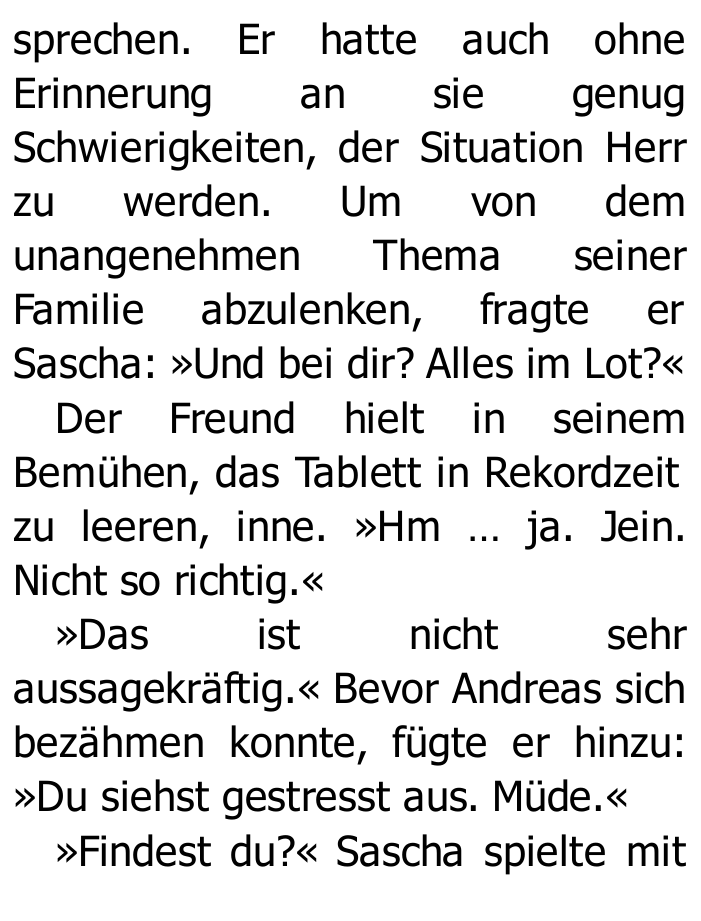 sprechen. Er hatte auch ohne
Erinnerung an sie genug
Schwierigkeiten, der Situation Herr
zu werden. Um von dem
unangenehmen Thema seiner
Familie abzulenken, fragte er
Sascha: »Und bei dir? Alles im Lot?«
Der Freund hielt in seinem
Bemühen, das Tablett in Rekordzeit
zu leeren, inne. »Hm … ja. Jein.
Nicht so richtig.«
»Das ist nicht sehr
aussagekräftig.« Bevor Andreas sich
bezähmen konnte, fügte er hinzu:
»Du siehst gestresst aus. Müde.«
»Findest du?« Sascha spielte mit